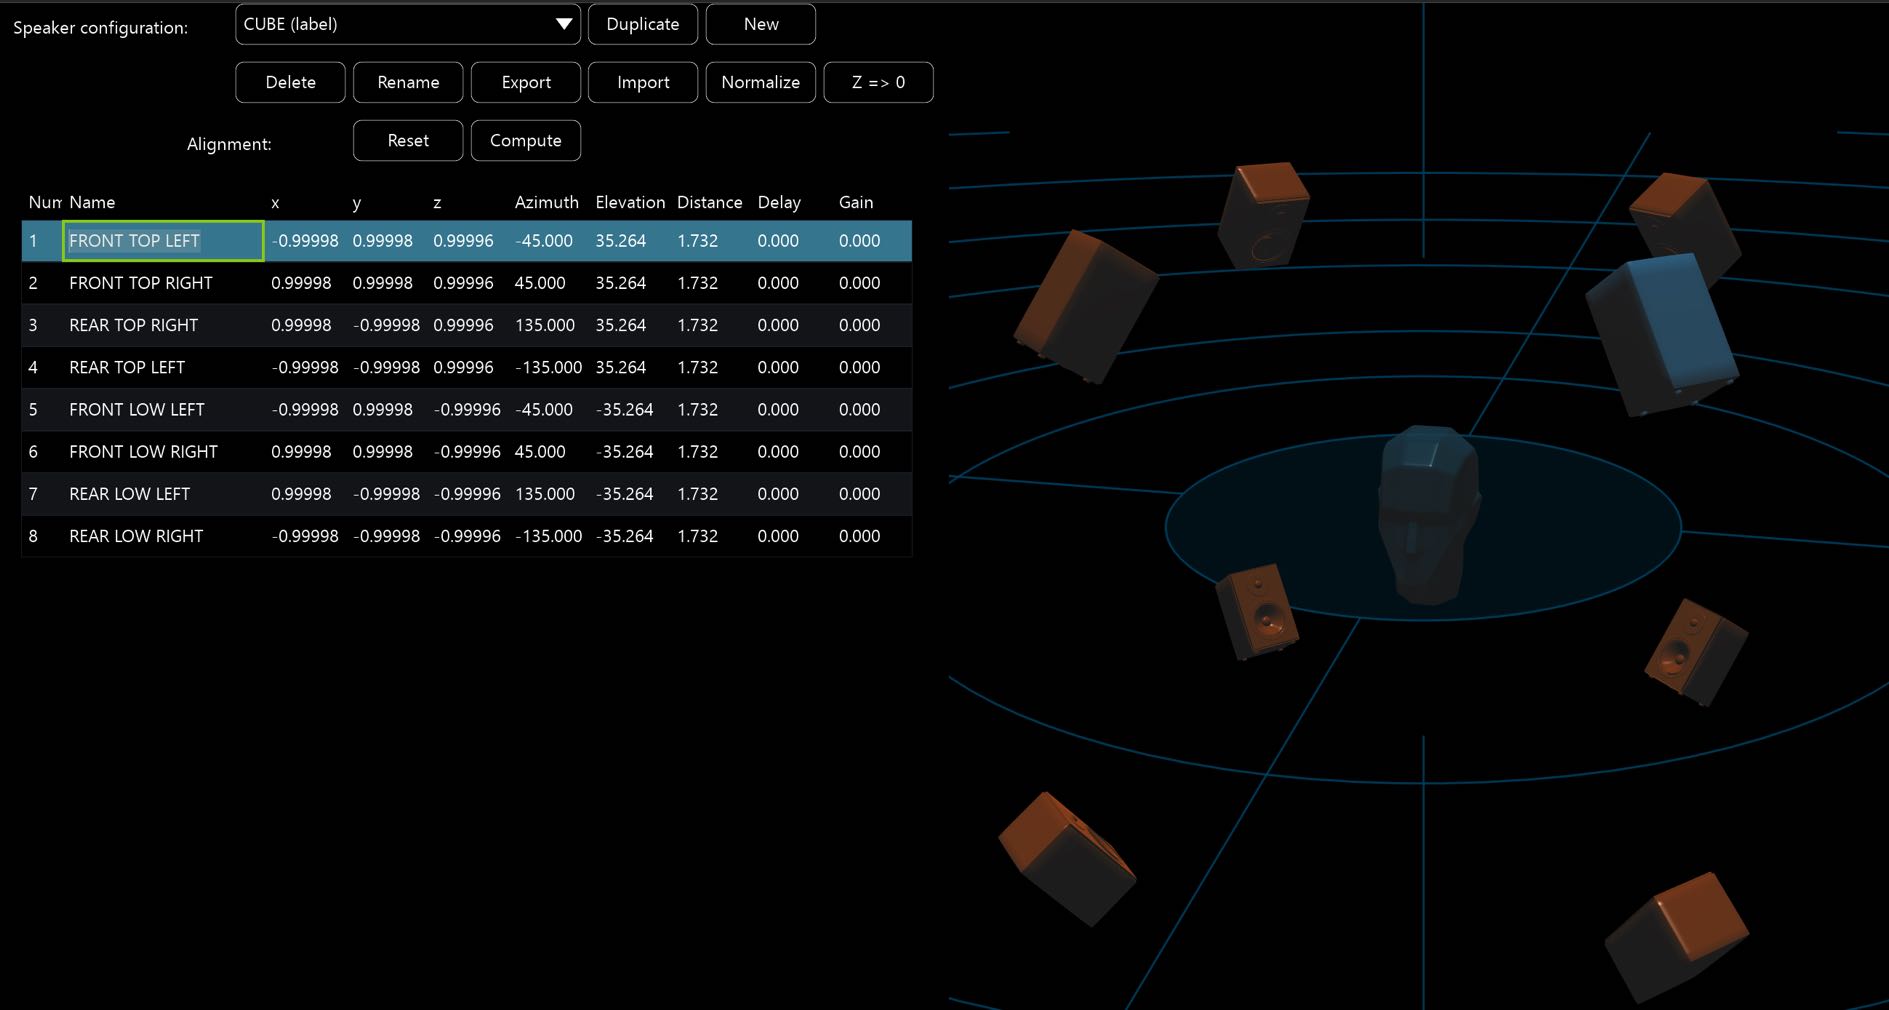 Speaker configuration: CUBE (label) Duplicate New
Delete Rename Export Import Normalize Z => 0
Alignment: Reset Compute
Num Name x y z Azimuth Elevation Distance Delay Gain
1 FRONT TOP LEFT -0.99998 0.99998 0.99996 -45.000 35.264 1.732 0.000 0.000
2 FRONT TOP RIGHT 0.99998 0.99998 0.99996 45.000 35.264 1.732 0.000 0.000
3 REAR TOP RIGHT 0.99998 -0.99998 0.99996 135.000 35.264 1.732 0.000 0.000
4 REAR TOP LEFT -0.99998 -0.99998 0.99996 -135.000 35.264 1.732 0.000 0.000
5 FRONT LOW LEFT -0.99998 0.99998 -0.99996 -45.000 -35.264 1.732 0.000 0.000
6 FRONT LOW RIGHT 0.99998 0.99998 -0.99996 45.000 -35.264 1.732 0.000 0.000
7 REAR LOW LEFT 0.99998 -0.99998 -0.99996 135.000 -35.264 1.732 0.000 0.000
8 REAR LOW RIGHT -0.99998 -0.99998 -0.99996 -135.000 -35.264 1.732 0.000 0.000